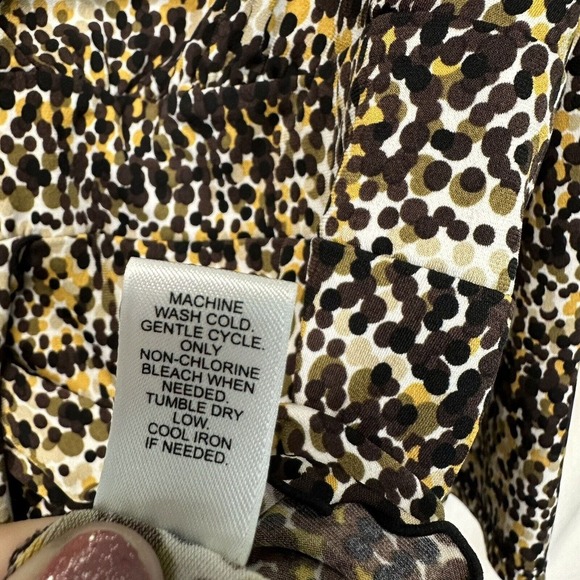 MACHINE
WASH COLD.
GENTLE CYCLE.
ONLY
NON-CHLORINE
BLEACH WHEN
NEEDED.
TUMBLE DRY
LOW.
COOL IRON
IF NEEDED.